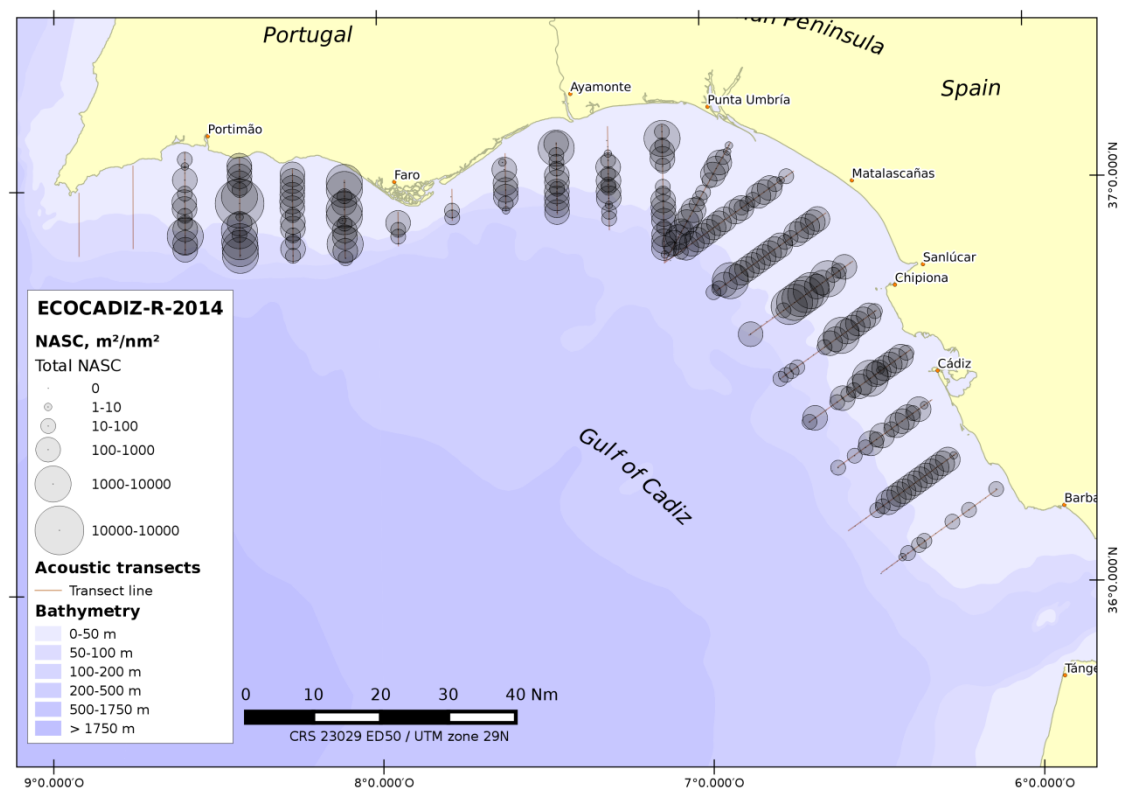 Portugal
Peninsula
Spain
Ayamonte
Punta Umbría
Portimão
Faro
Matalascañas
Sanlúcar
Chipiona
Cádiz
Gulf of Cadiz
Barba
Tánge
37°0.000'N
36°0.000'N
ECOCADIZ-R-2014
NASC, m²/nm²
Total NASC
0
1-10
10-100
100-1000
1000-10000
10000-10000
Acoustic transects
Transect line
Bathymetry
0-50 m
50-100 m
100-200 m
200-500 m
500-1750 m
> 1750 m
0 10 20 30 40 Nm
CRS 23029 ED50 / UTM zone 29N
9°0.000'O 8°0.000'O 7°0.000'O 6°0.000'O